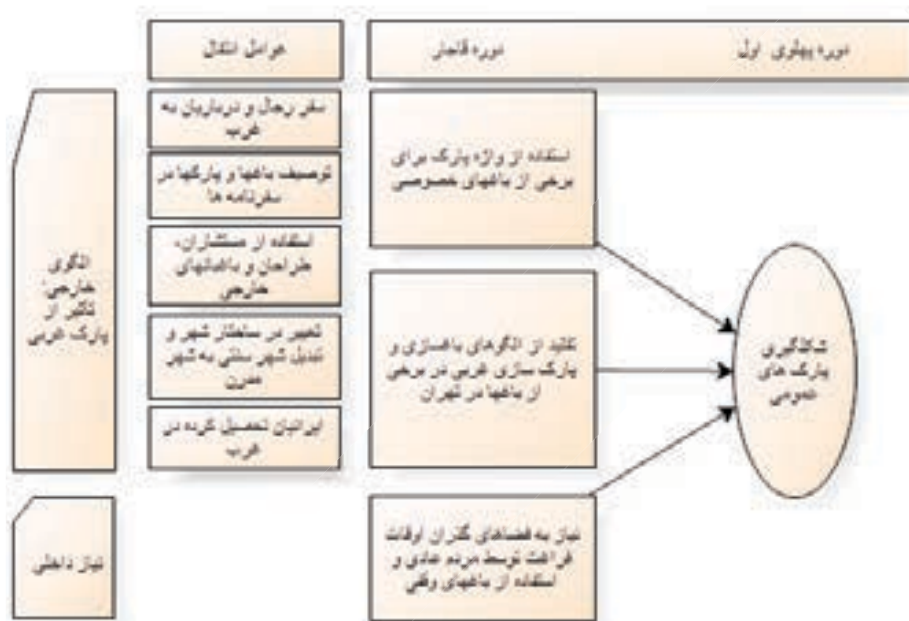 عوامل انتقال
دوره قاجار
دوره پهلوی اول
الگوی
خارجی:
تأثیر از
پارک غربی
سفر رجال و درباریان به
غرب
توصیف باغها و پارکها در
سفرنامه ها
استفاده از مستشاران،
طراحان و باغبانهای
خارجی
تغییر در ساختار شهر و
تبدیل شهر سنتی به شهر
مدرن
ایرانیان تحصیل کرده در
غرب
استفاده از واژه پارک برای
برخی از باغهای خصوصی
تقلید از الگوهای باغسازی و
پارک سازی غربی در برخی
از باغها در تهران
شکلگیری
پارک های
عمومی
نیاز داخلی
نیاز به فضاهای گذران اوقات
فراغت توسط مردم عادی و
استفاده از باغهای وقفی